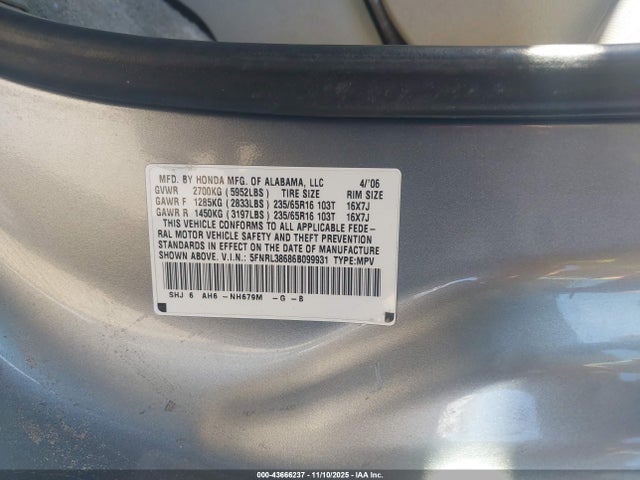 MFD. BY HONDA MFG. OF ALABAMA, LLC 4/'06
GVWR 2700KG (5952LBS) TIRE SIZE RIM SIZE
GAWR F 1285KG (2833LBS) 235/65R16 103T 16X7J
GAWR R 1450KG (3197LBS) 235/65R16 103T 16X7J
THIS VEHICLE CONFORMS TO ALL APPLICABLE FEDE-
RAL MOTOR VEHICLE SAFETY AND THEFT PREVENTION
STANDARDS IN EFFECT ON THE DATE OF MANUFACTURE
SHOWN ABOVE. V.I.N: 5FNRL38686B099931 TYPE:MPV
SHJ 6 AH6 -NH679M -G -B
000-43666237 - 11/10/2025 - IAAI Inc.